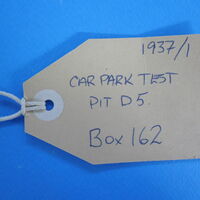 1937/1
CAR PARK TEST
PIT D5.
Box 162